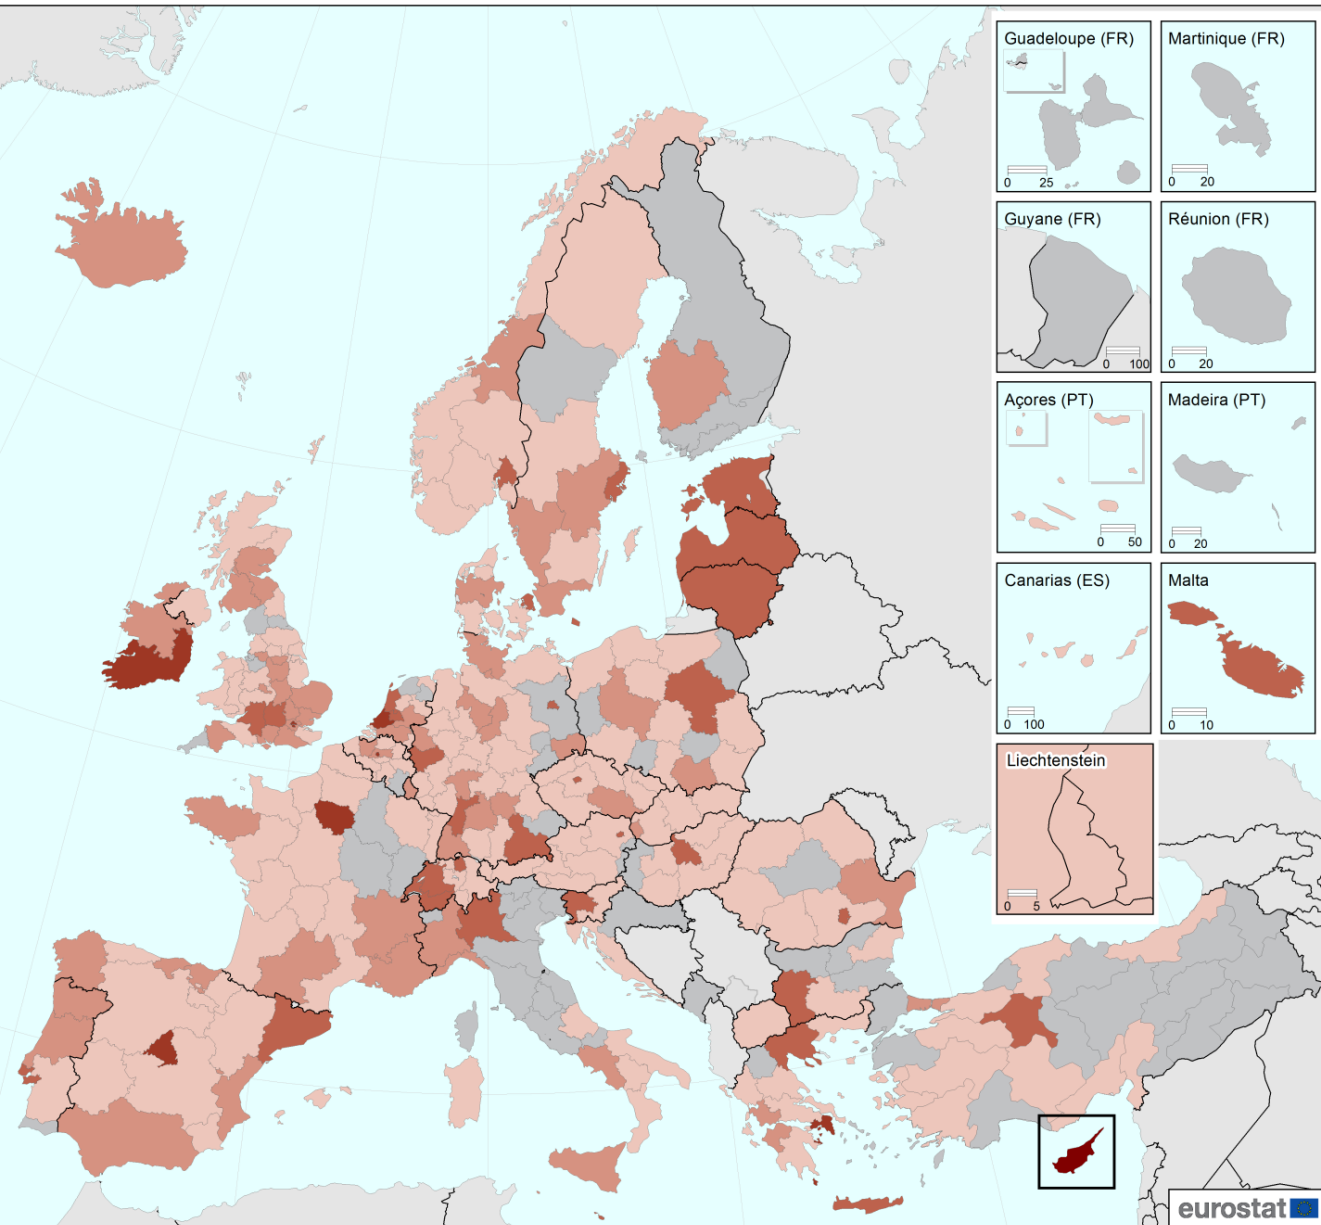 Guadeloupe (FR)
0 25
Martinique (FR)
0 20
Guyane (FR)
0 100
Réunion (FR)
0 20
Açores (PT)
0 50
Madeira (PT)
0 20
Canarias (ES)
0 100
Malta
0 10
Liechtenstein
0 5
eurostat